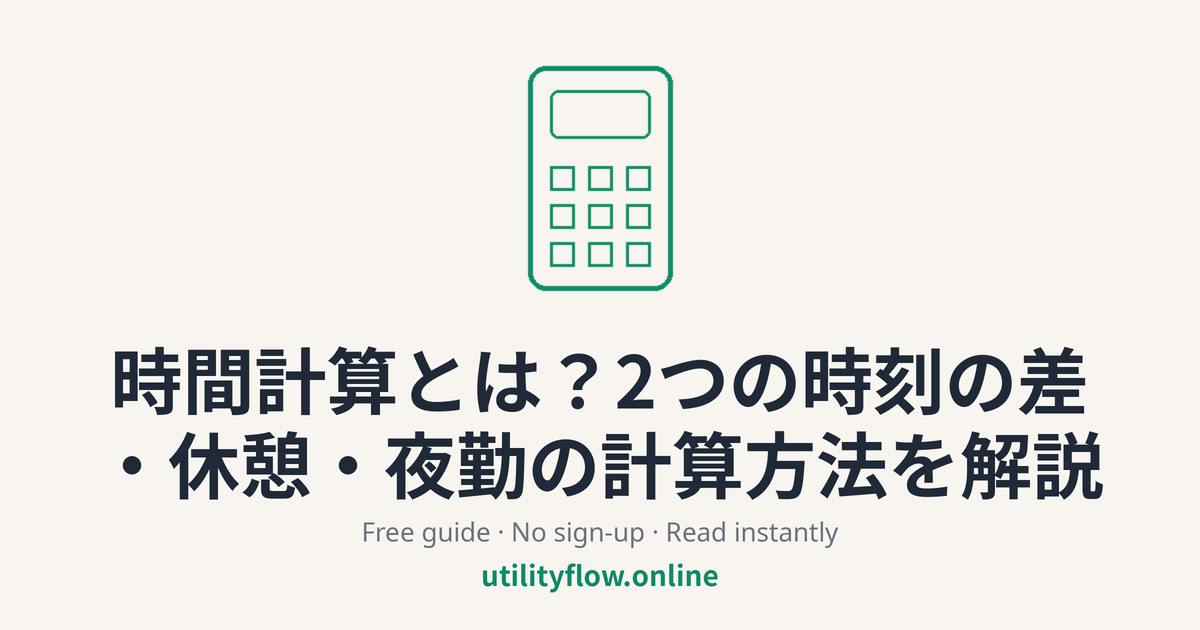 時間計算とは？2つの時刻の差
・休憩・夜勤の計算方法を解説
Free guide · No sign-up · Read instantly
utilityflow.online